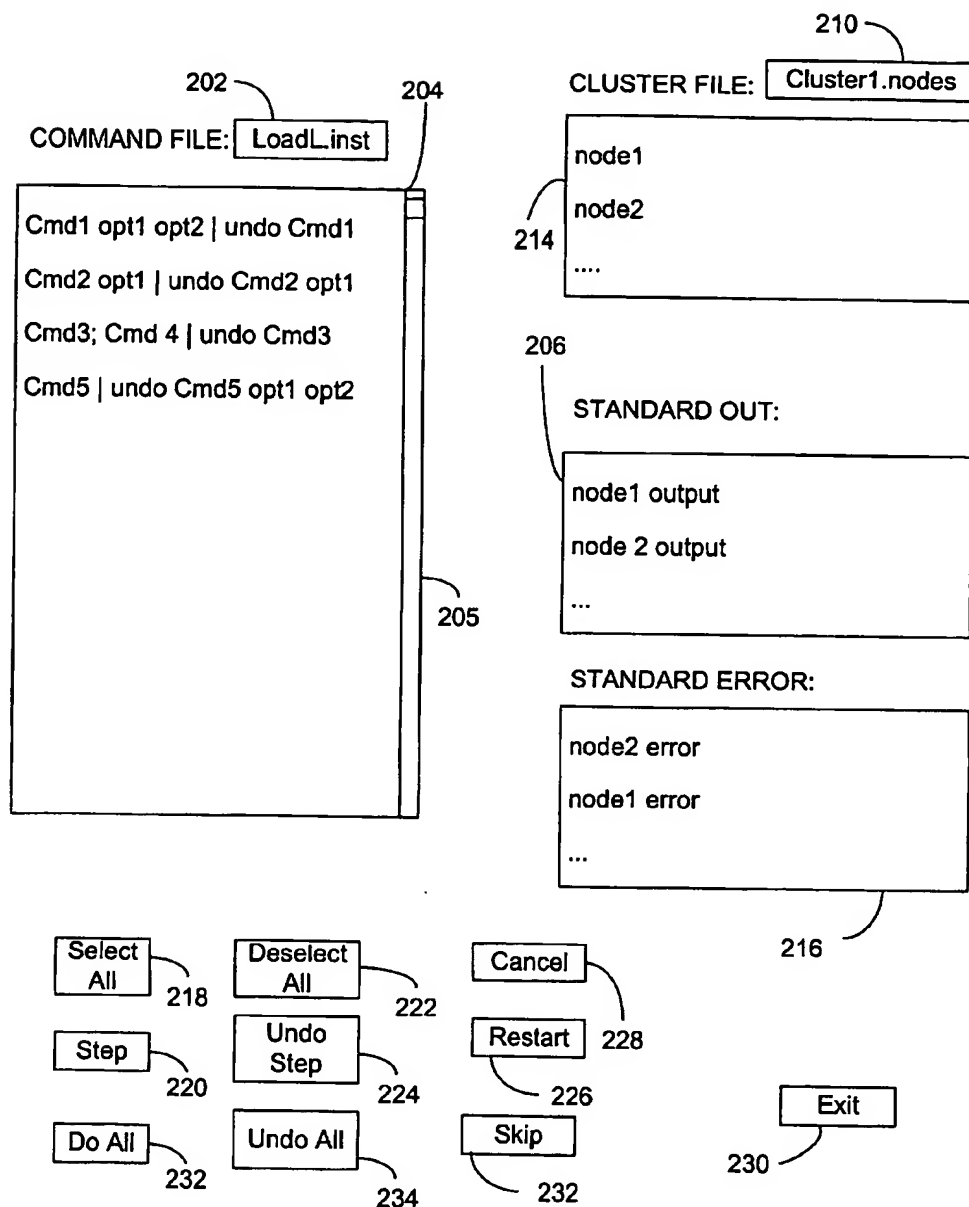 210
202
204
CLUSTER FILE: Cluster1.nodes
COMMAND FILE: LoadL.inst
node1
node2
....
214
Cmd1 opt1 opt2 | undo Cmd1
Cmd2 opt1 | undo Cmd2 opt1
Cmd3; Cmd 4 | undo Cmd3
Cmd5 | undo Cmd5 opt1 opt2
206
STANDARD OUT:
node1 output
node 2 output
...
205
STANDARD ERROR:
node2 error
node1 error
...
216
Select
All
218
Deselect
All
222
Cancel
228
Step
220
Undo
Step
224
Restart
226
Do All
232
Undo All
234
Skip
232
Exit
230